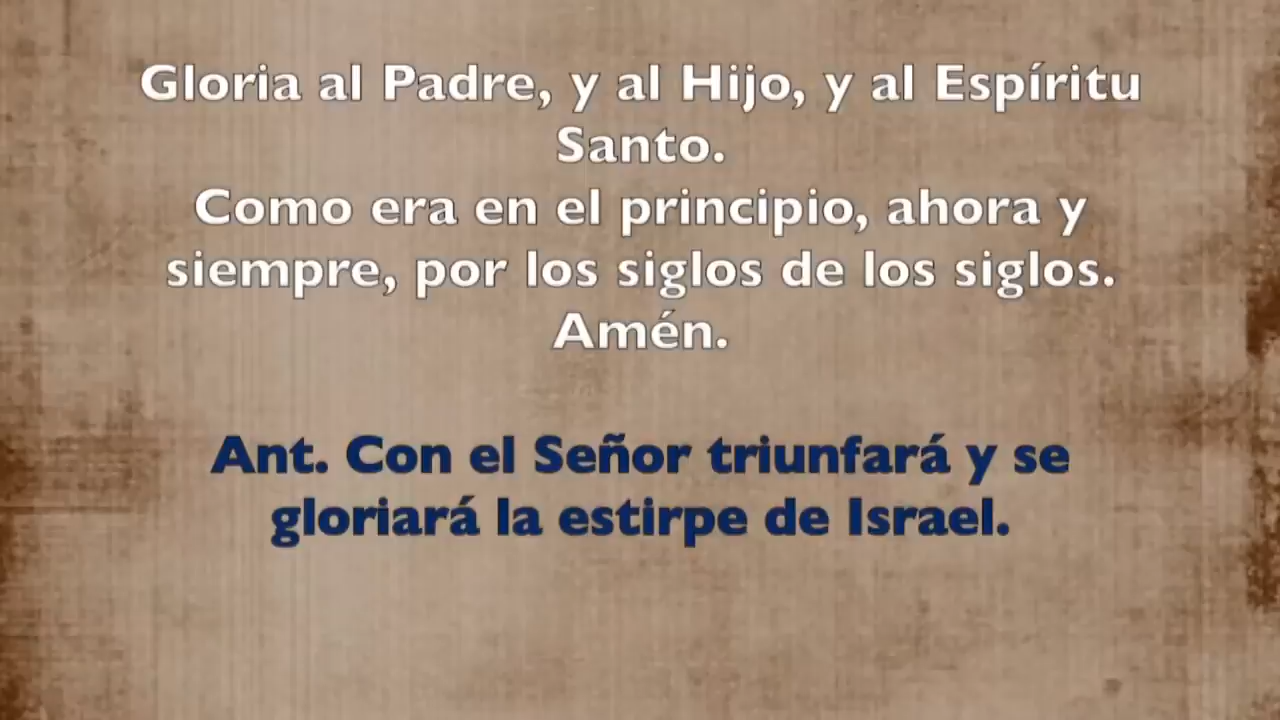 Gloria al Padre, y al Hijo, y al Espíritu
Santo.
Como era en el principio, ahora y
siempre, por los siglos de los siglos.
Amén.
Ant. Con el Señor triunfará y se
gloriará la estirpe de Israel.